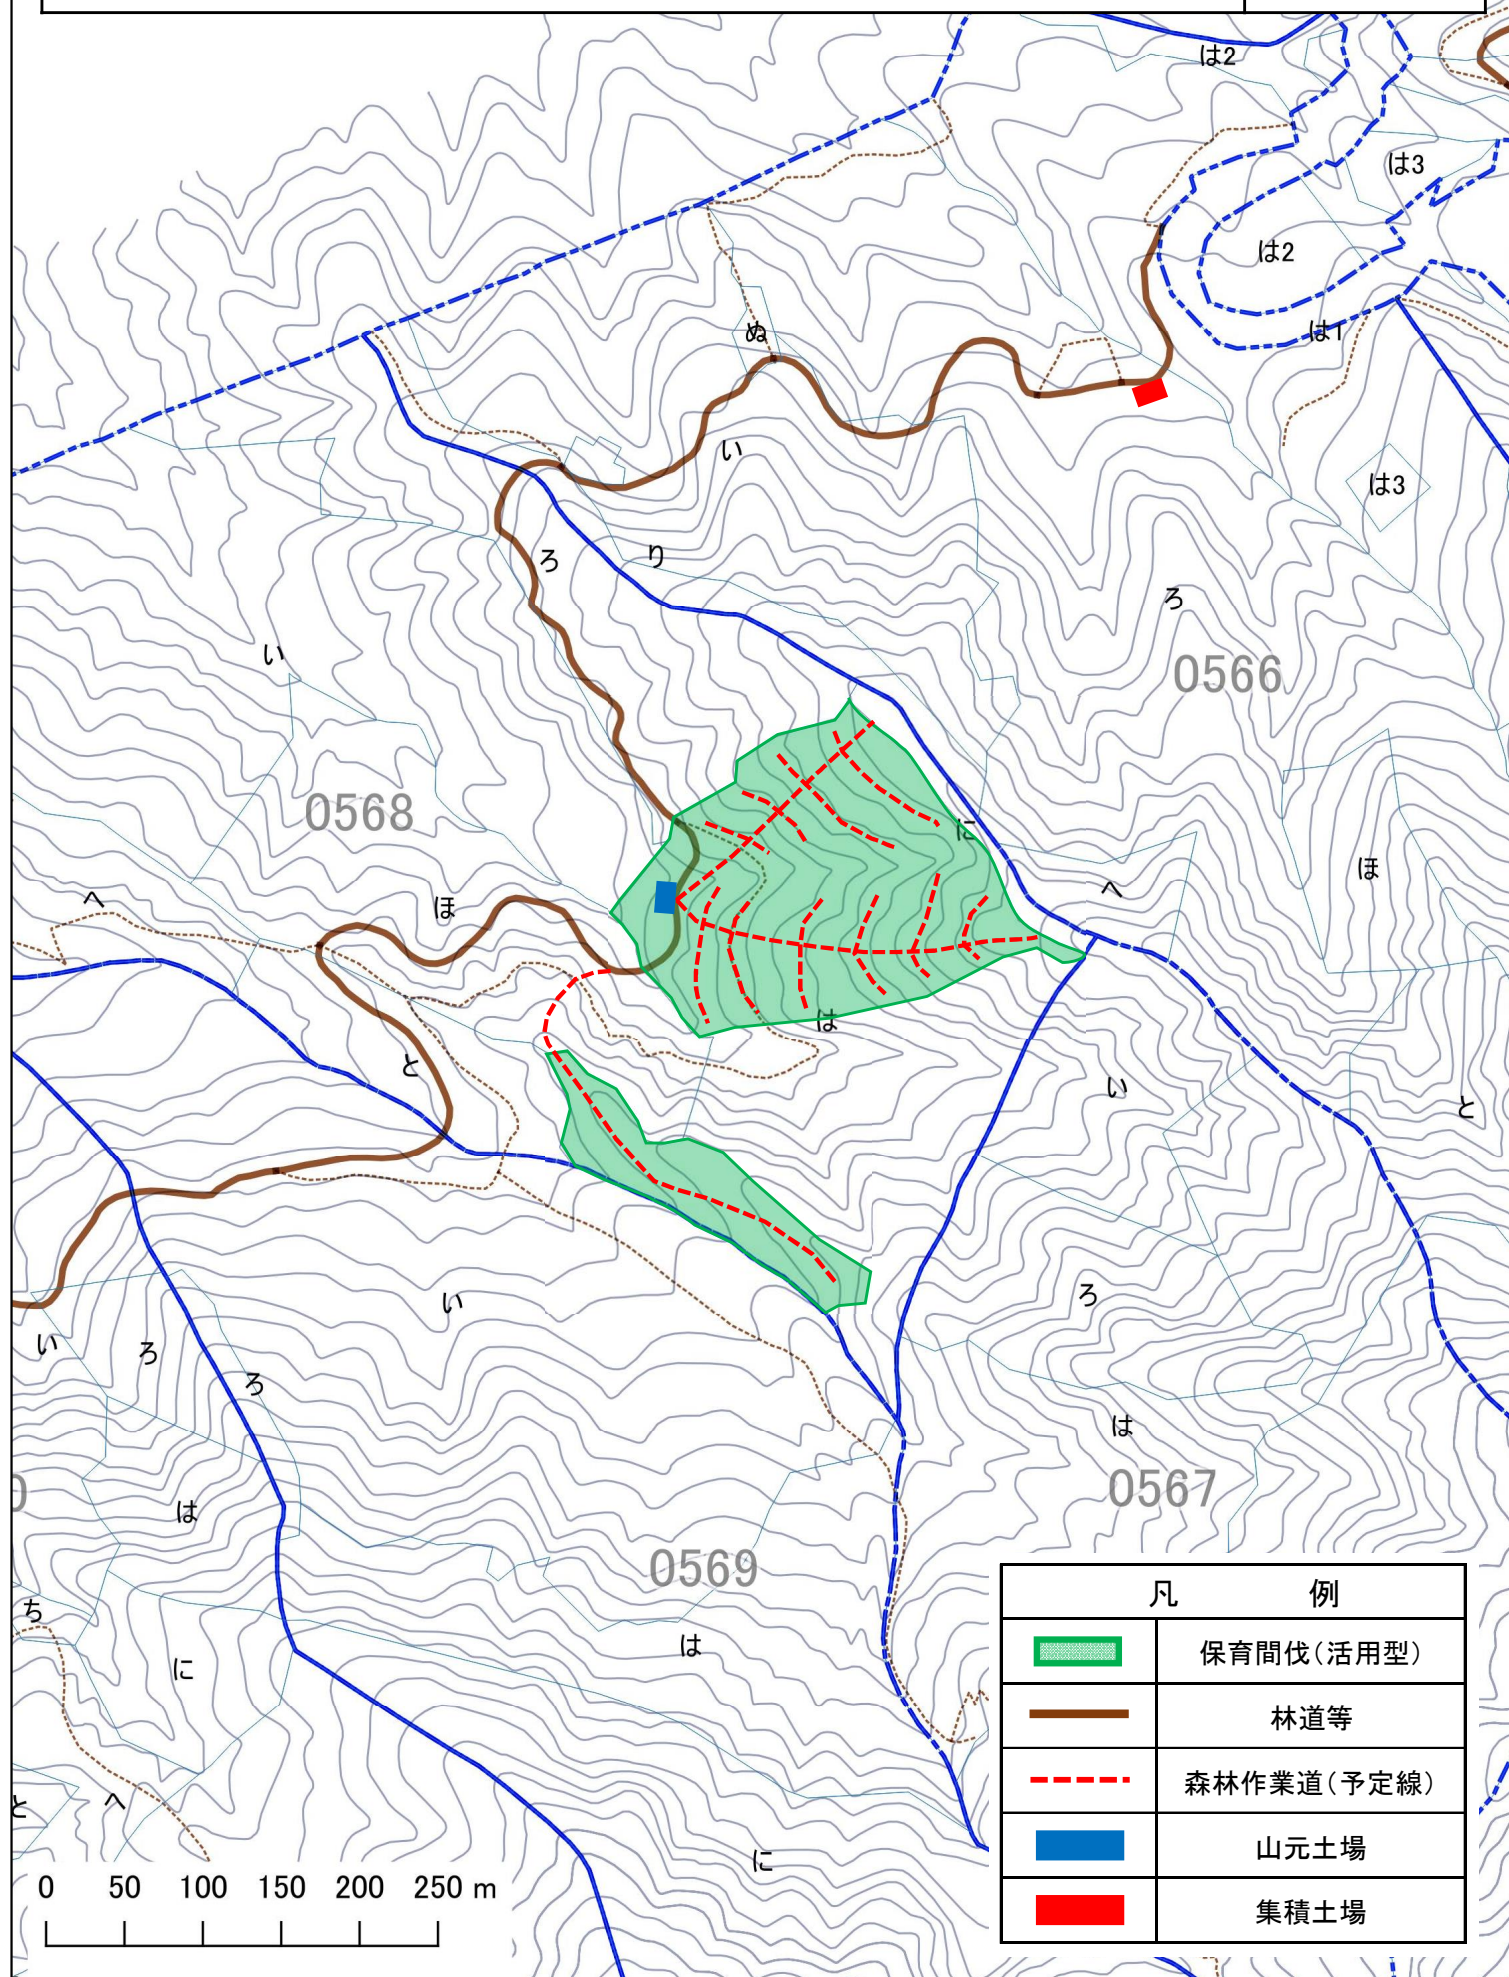 は2
は3
は2
ぬ
は1
い
は3
ろ
り
ろ
い
0566
0568
に
ほ
へ
へ
ほ
は
と
い
と
い
ろ
い
ろ
ろ
は
0567
は
0569
ち
は
に
と
へ
に
0 50 100 150 200 250 m
凡 例
保育間伐(活用型)
林道等
森林作業道(予定線)
山元土場
集積土場